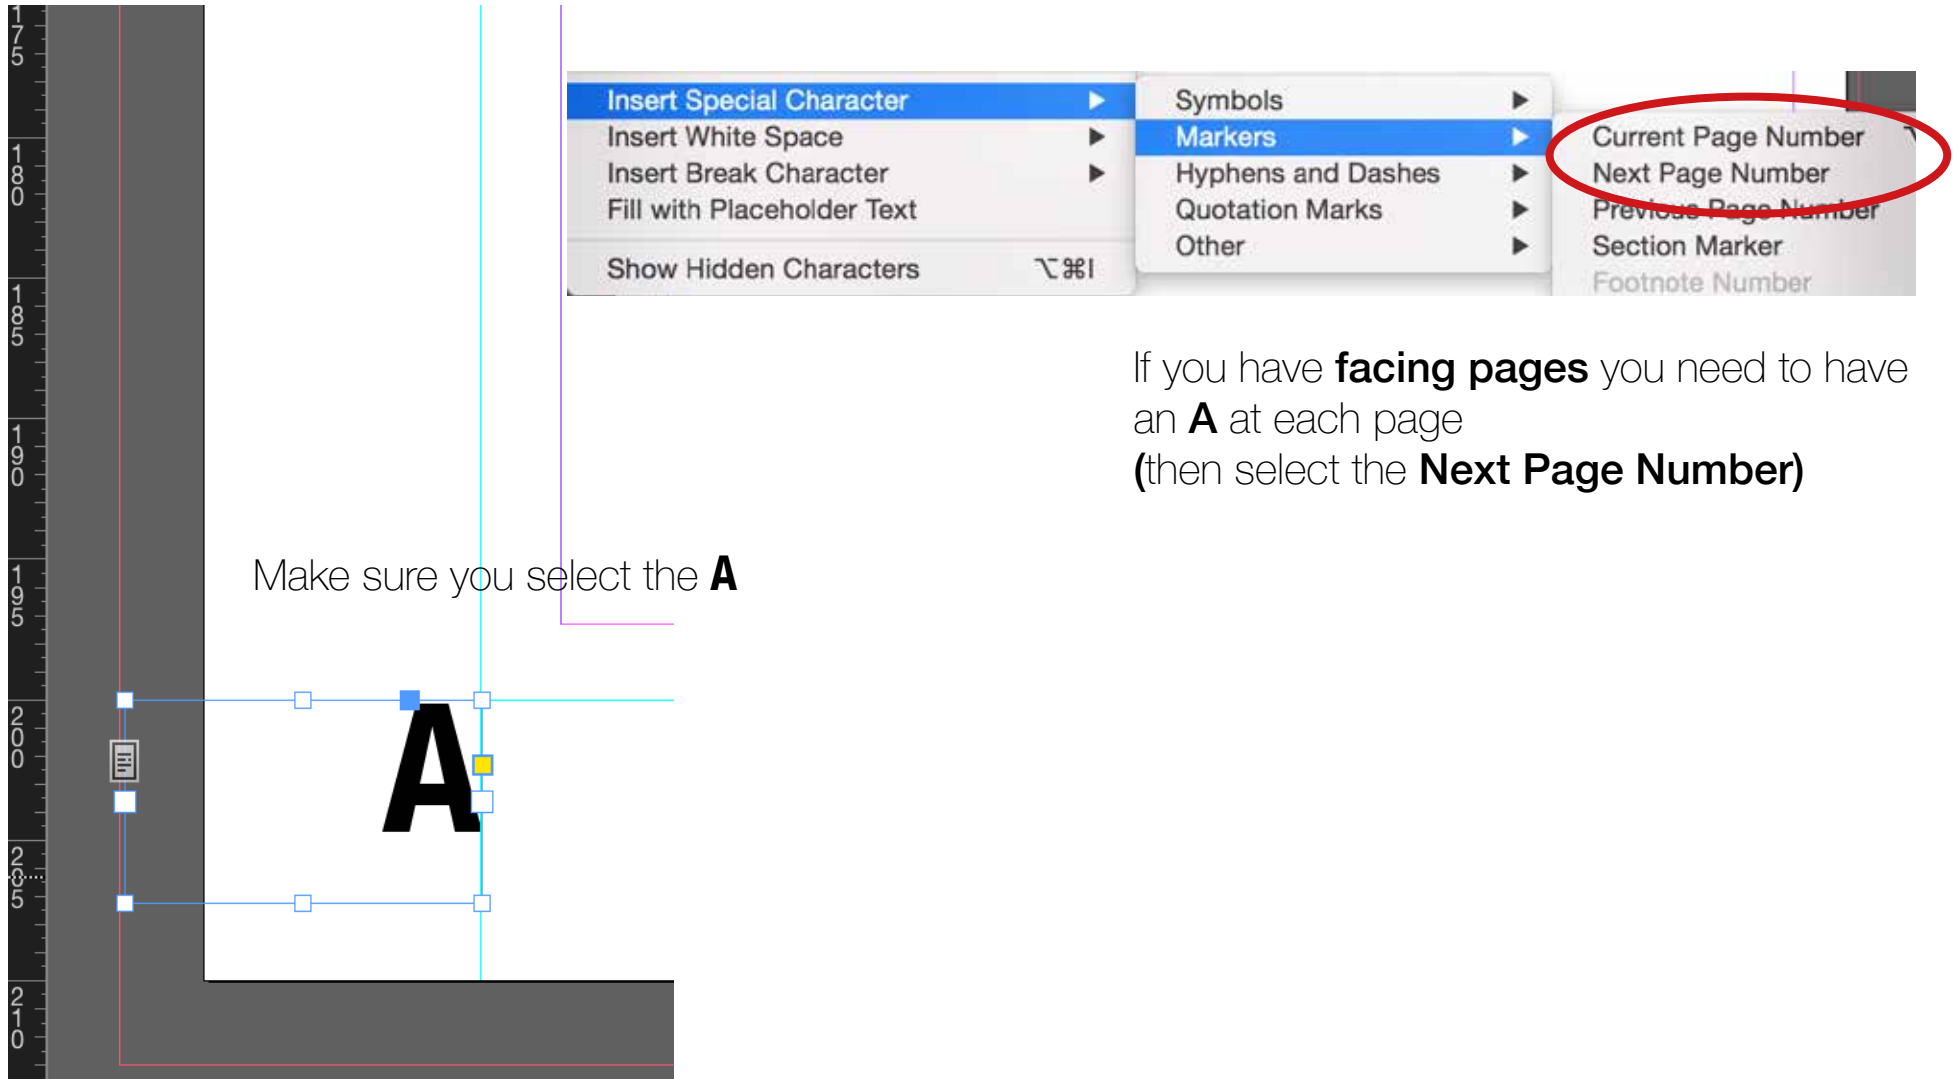 175
180
185
190
195
200
205
210
Insert Special Character ▶
Insert White Space ▶
Insert Break Character ▶
Fill with Placeholder Text
Show Hidden Characters ⌥⌘I
Symbols ▶
Markers ▶
Hyphens and Dashes ▶
Quotation Marks ▶
Other ▶
Current Page Number
Next Page Number
Previous Page Number
Section Marker
Footnote Number
If you have facing pages you need to have
an A at each page
(then select the Next Page Number)
Make sure you select the A
A